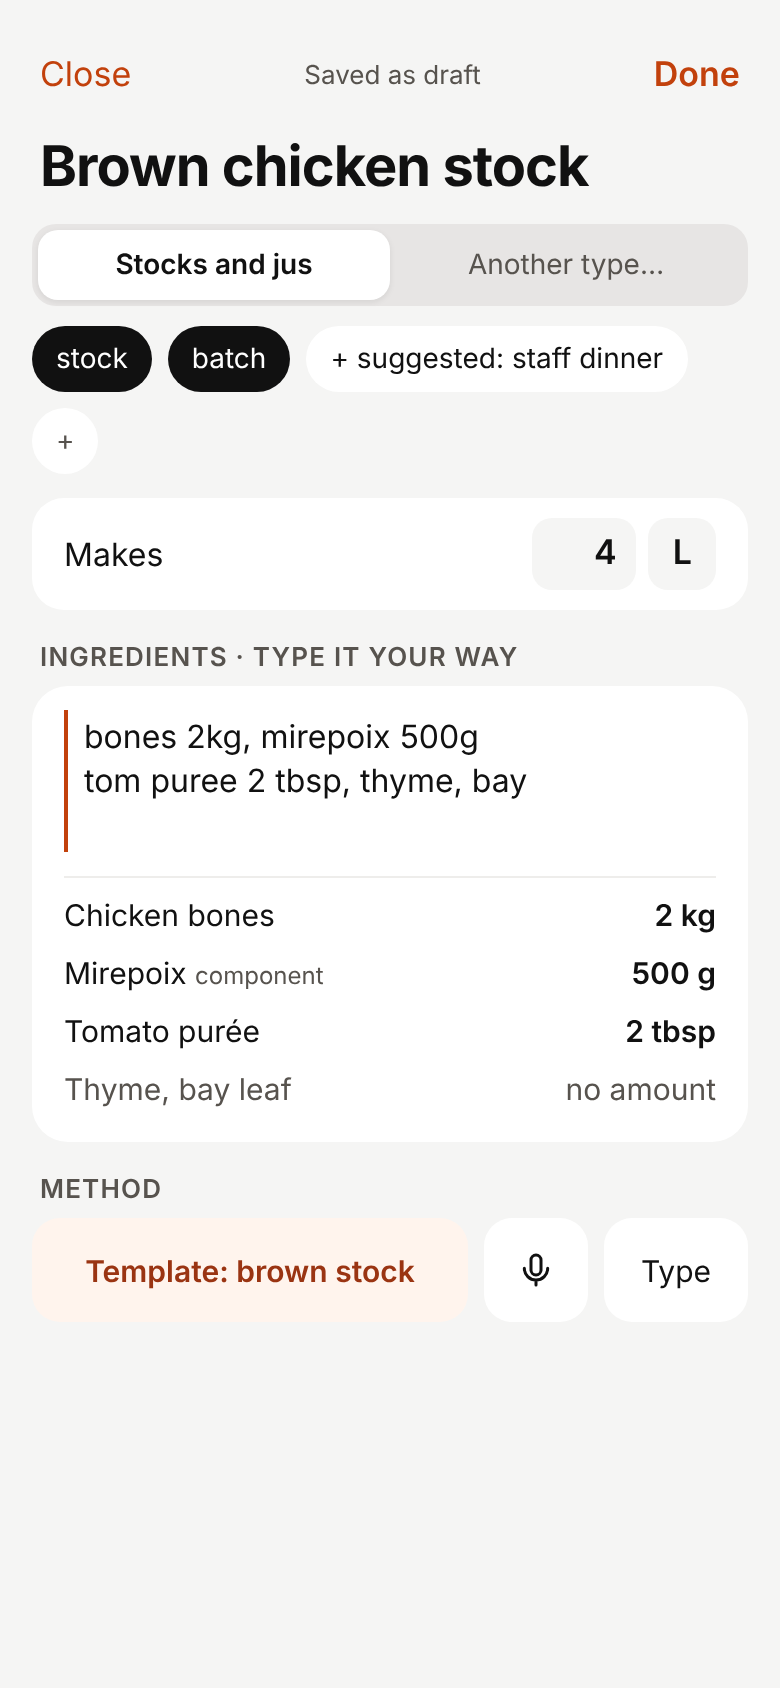 Close Saved as draft Done
Brown chicken stock
Stocks and jus Another type...
stock batch + suggested: staff dinner
+
Makes 4 L
INGREDIENTS · TYPE IT YOUR WAY
bones 2kg, mirepoix 500g
tom puree 2 tbsp, thyme, bay
Chicken bones 2 kg
Mirepoix component 500 g
Tomato purée 2 tbsp
Thyme, bay leaf no amount
METHOD
Template: brown stock Type